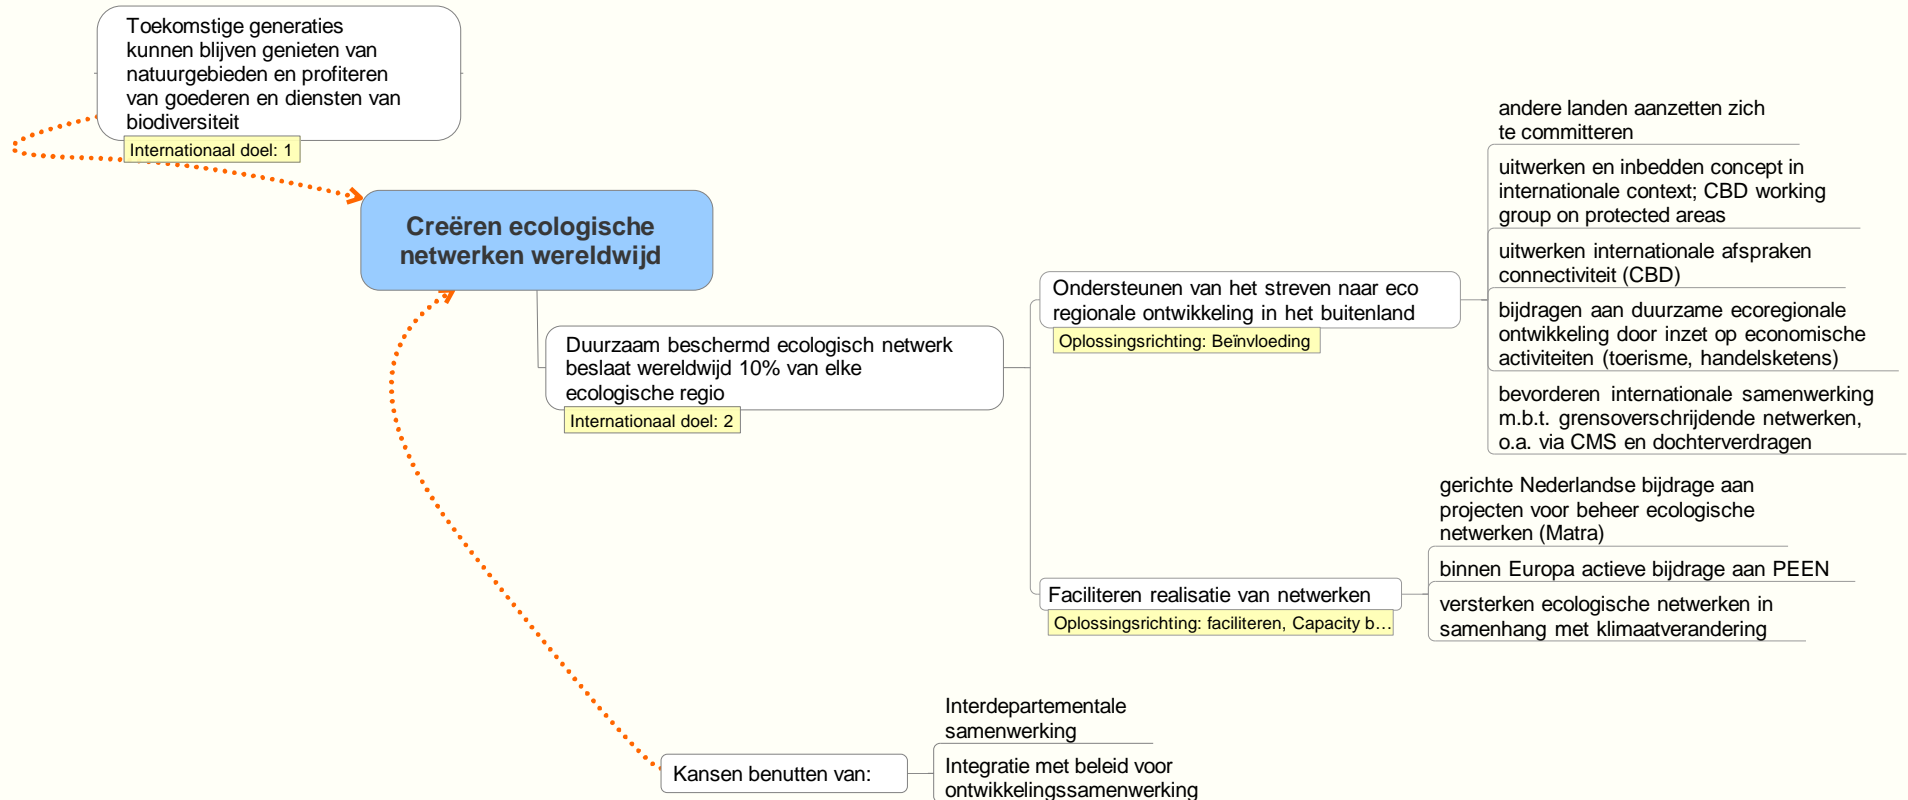 Toekomstige generaties
kunnen blijven genieten van
natuurgebieden en profiteren
van goederen en diensten van
biodiversiteit
Internationaal doel: 1
Creëren ecologische
netwerken wereldwijd
Duurzaam beschermd ecologisch netwerk
beslaat wereldwijd 10% van elke
ecologische regio
Internationaal doel: 2
Ondersteunen van het streven naar eco
regionale ontwikkeling in het buitenland
Oplossingsrichting: Beïnvloeding
andere landen aanzetten zich
te committeren
uitwerken en inbedden concept in
internationale context; CBD working
group on protected areas
uitwerken internationale afspraken
connectiviteit (CBD)
bijdragen aan duurzame ecoregionale
ontwikkeling door inzet op economische
activiteiten (toerisme, handelsketens)
bevorderen internationale samenwerking
m.b.t. grensoverschrijdende netwerken,
o.a. via CMS en dochterverdragen
Faciliteren realisatie van netwerken
Oplossingsrichting: faciliteren, Capacity b...
gerichte Nederlandse bijdrage aan
projecten voor beheer ecologische
netwerken (Matra)
binnen Europa actieve bijdrage aan PEEN
versterken ecologische netwerken in
samenhang met klimaatverandering
Kansen benutten van:
Interdepartementale
samenwerking
Integratie met beleid voor
ontwikkelingssamenwerking